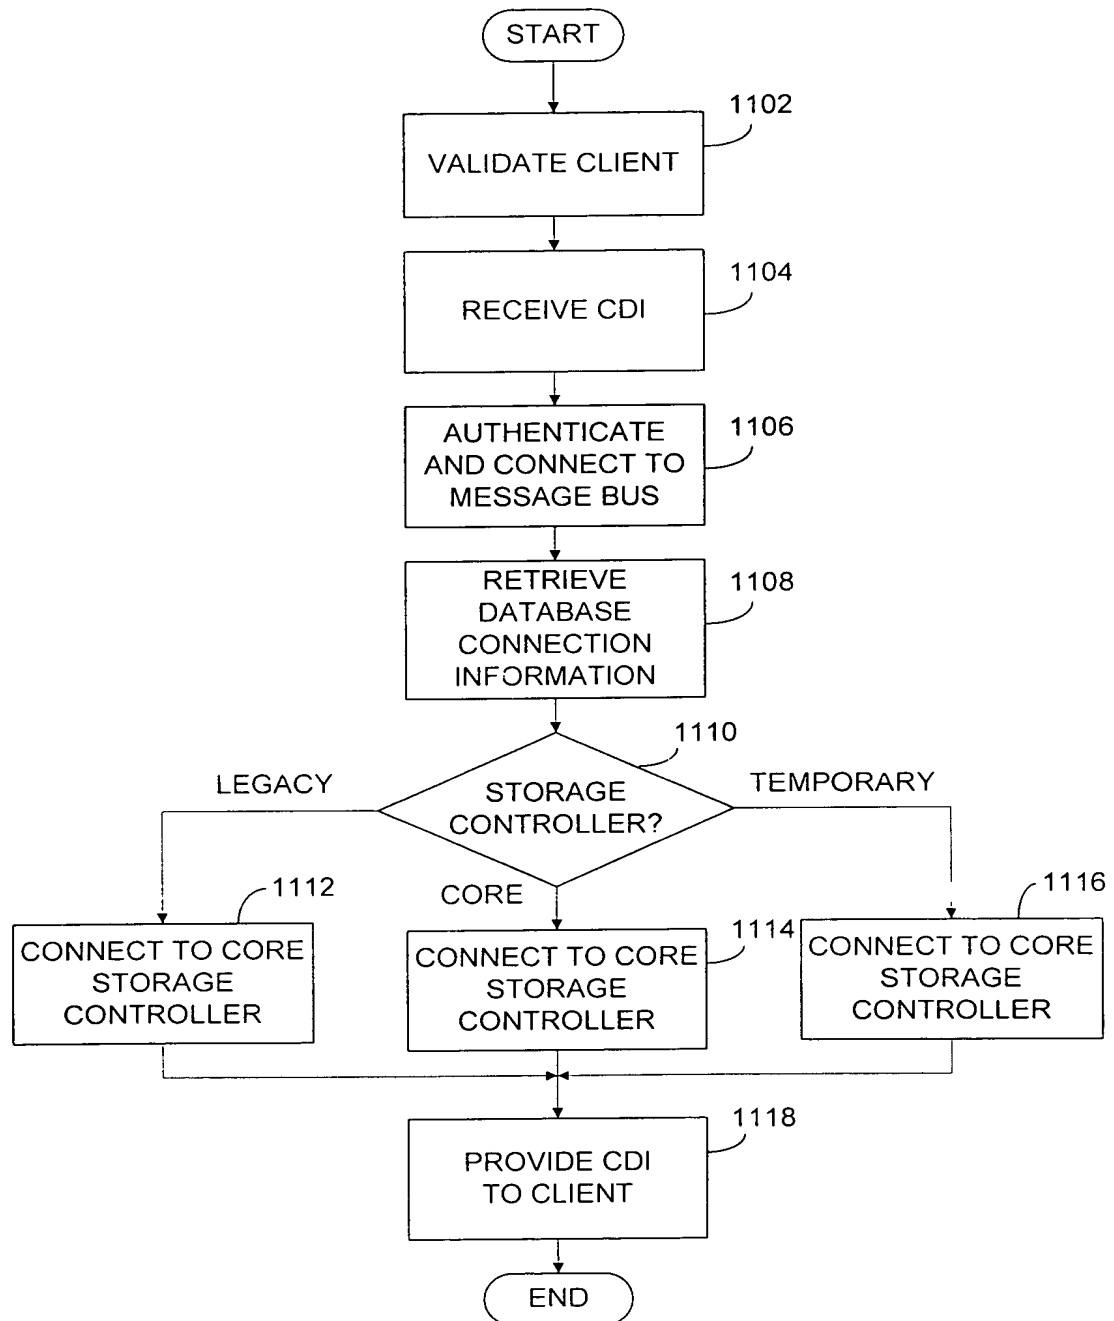 START
1102
VALIDATE CLIENT
1104
RECEIVE CDI
1106
AUTHENTICATE
AND CONNECT TO
MESSAGE BUS
1108
RETRIEVE
DATABASE
CONNECTION
INFORMATION
1110
LEGACY
STORAGE
CONTROLLER?
TEMPORARY
CORE
1112
CONNECT TO CORE
STORAGE
CONTROLLER
1114
CONNECT TO CORE
STORAGE
CONTROLLER
1116
CONNECT TO CORE
STORAGE
CONTROLLER
1118
PROVIDE CDI
TO CLIENT
END